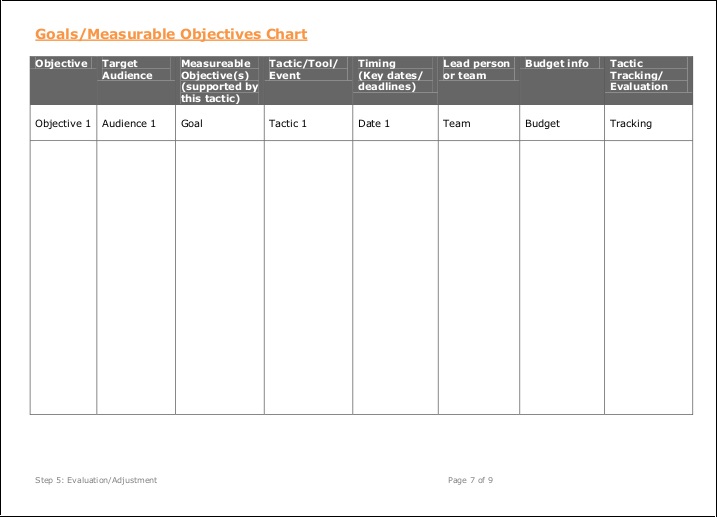 Goals/Measurable Objectives Chart
Objective Target Measureable Tactic/Tool/ Timing Lead person Budget info Tactic
Audience Objective(s) Event (Key dates/ or team Tracking/
(supported by deadlines) Evaluation
this tactic)
Objective 1 Audience 1 Goal Tactic 1 Date 1 Team Budget Tracking
Step 5: Evaluation/Adjustment Page 7 of 9